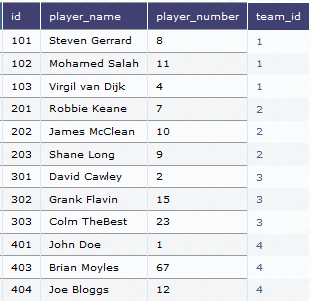 id player_name player_number team_id
101 Steven Gerrard 8 1
102 Mohamed Salah 11 1
103 Virgil van Dijk 4 1
201 Robbie Keane 7 2
202 James McClean 10 2
203 Shane Long 9 2
301 David Cawley 2 3
302 Grank Flavin 15 3
303 Colm TheBest 23 3
401 John Doe 1 4
403 Brian Moyles 67 4
404 Joe Bloggs 12 4